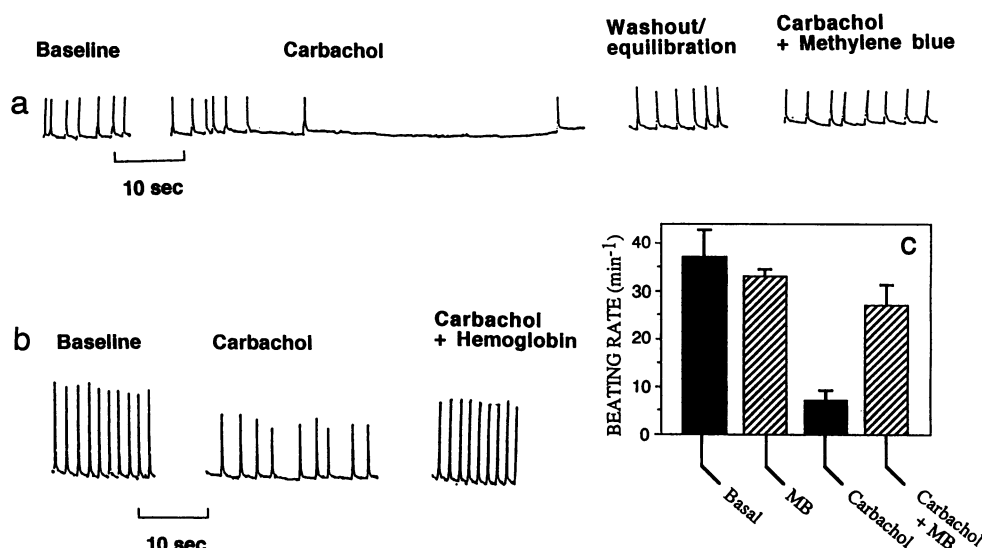 a
Baseline
Carbachol
Washout/
equilibration
Carbachol
+ Methylene blue
10 sec
b
Baseline
Carbachol
Carbachol
+ Hemoglobin
10 sec
C
BEATING RATE (min-1)
40
30
20
10
0
Basal
MB
Carbachol
Carbachol
+ MB